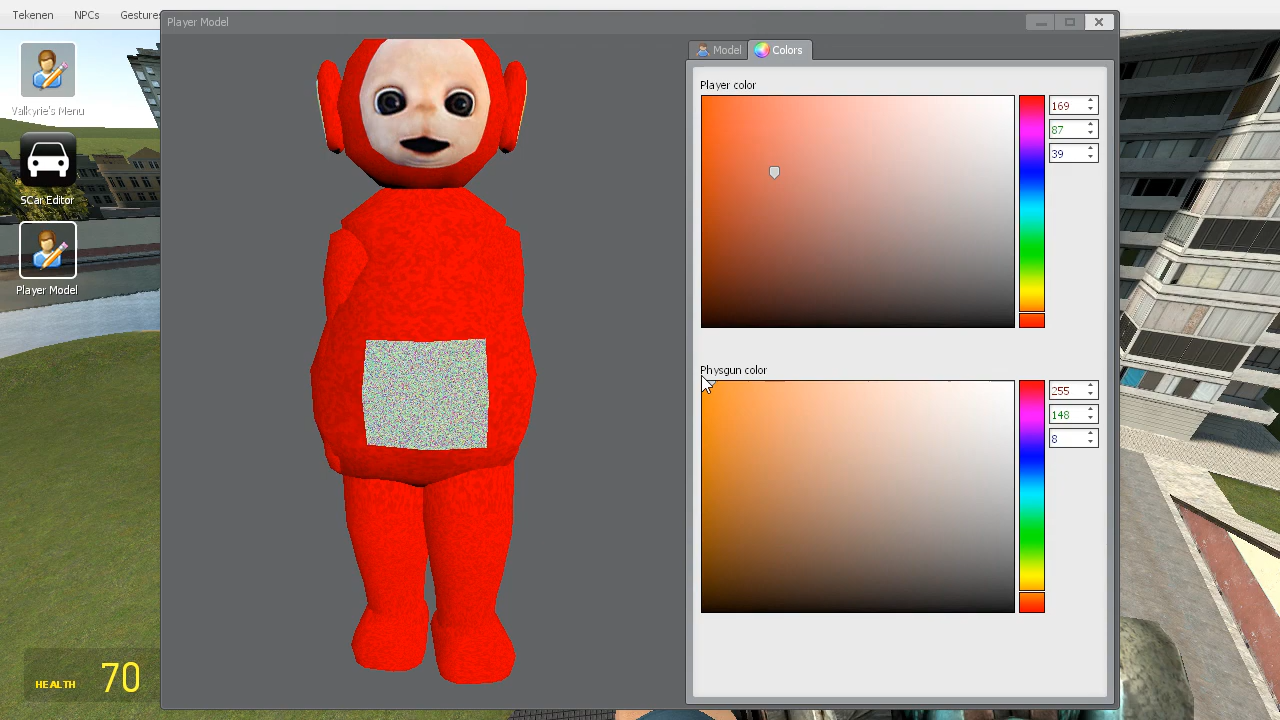 Tekenen NPCs Gestures
Player Model
Valkyrie's Menu
SCar Editor
Player Model
Model Colors
Player color
169
87
39
Physgun color
255
148
8
HEALTH 70